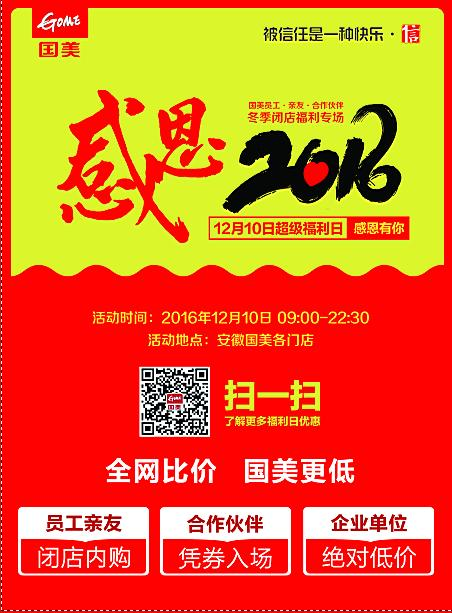 GOME
国美
被信任是一种快乐·信
国美员工·亲友·合作伙伴
冬季闭店福利专场
感恩 2016
12月10日超级福利日 感恩有你
活动时间：2016年12月10日 09:00-22:30
活动地点：安徽国美各门店
GOME
国美
扫一扫
了解更多福利日优惠
全网比价 国美更低
员工亲友 合作伙伴 企业单位
闭店内购 凭券入场 绝对低价